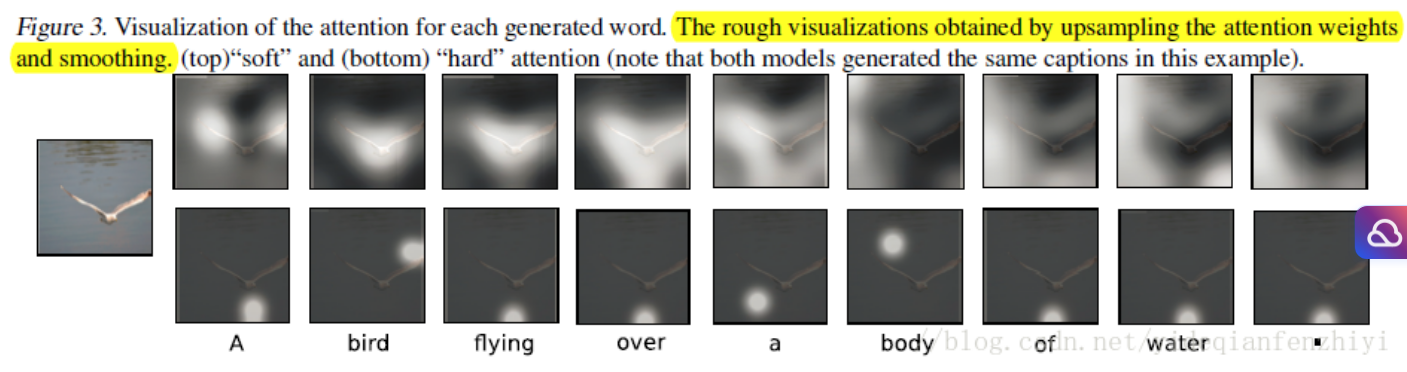 Figure 3. Visualization of the attention for each generated word. The rough visualizations obtained by upsampling the attention weights
and smoothing. (top)“soft” and (bottom) “hard” attention (note that both models generated the same captions in this example).
A bird flying over a body of water .